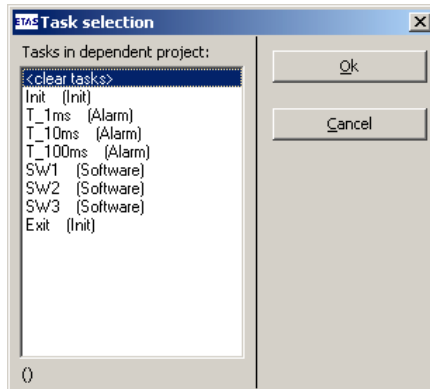 ETAS Task selection
Tasks in dependent project:
<clear tasks>
Init (Init)
T_1ms (Alarm)
T_10ms (Alarm)
T_100ms (Alarm)
SW1 (Software)
SW2 (Software)
SW3 (Software)
Exit (Init)
()
Ok
Cancel